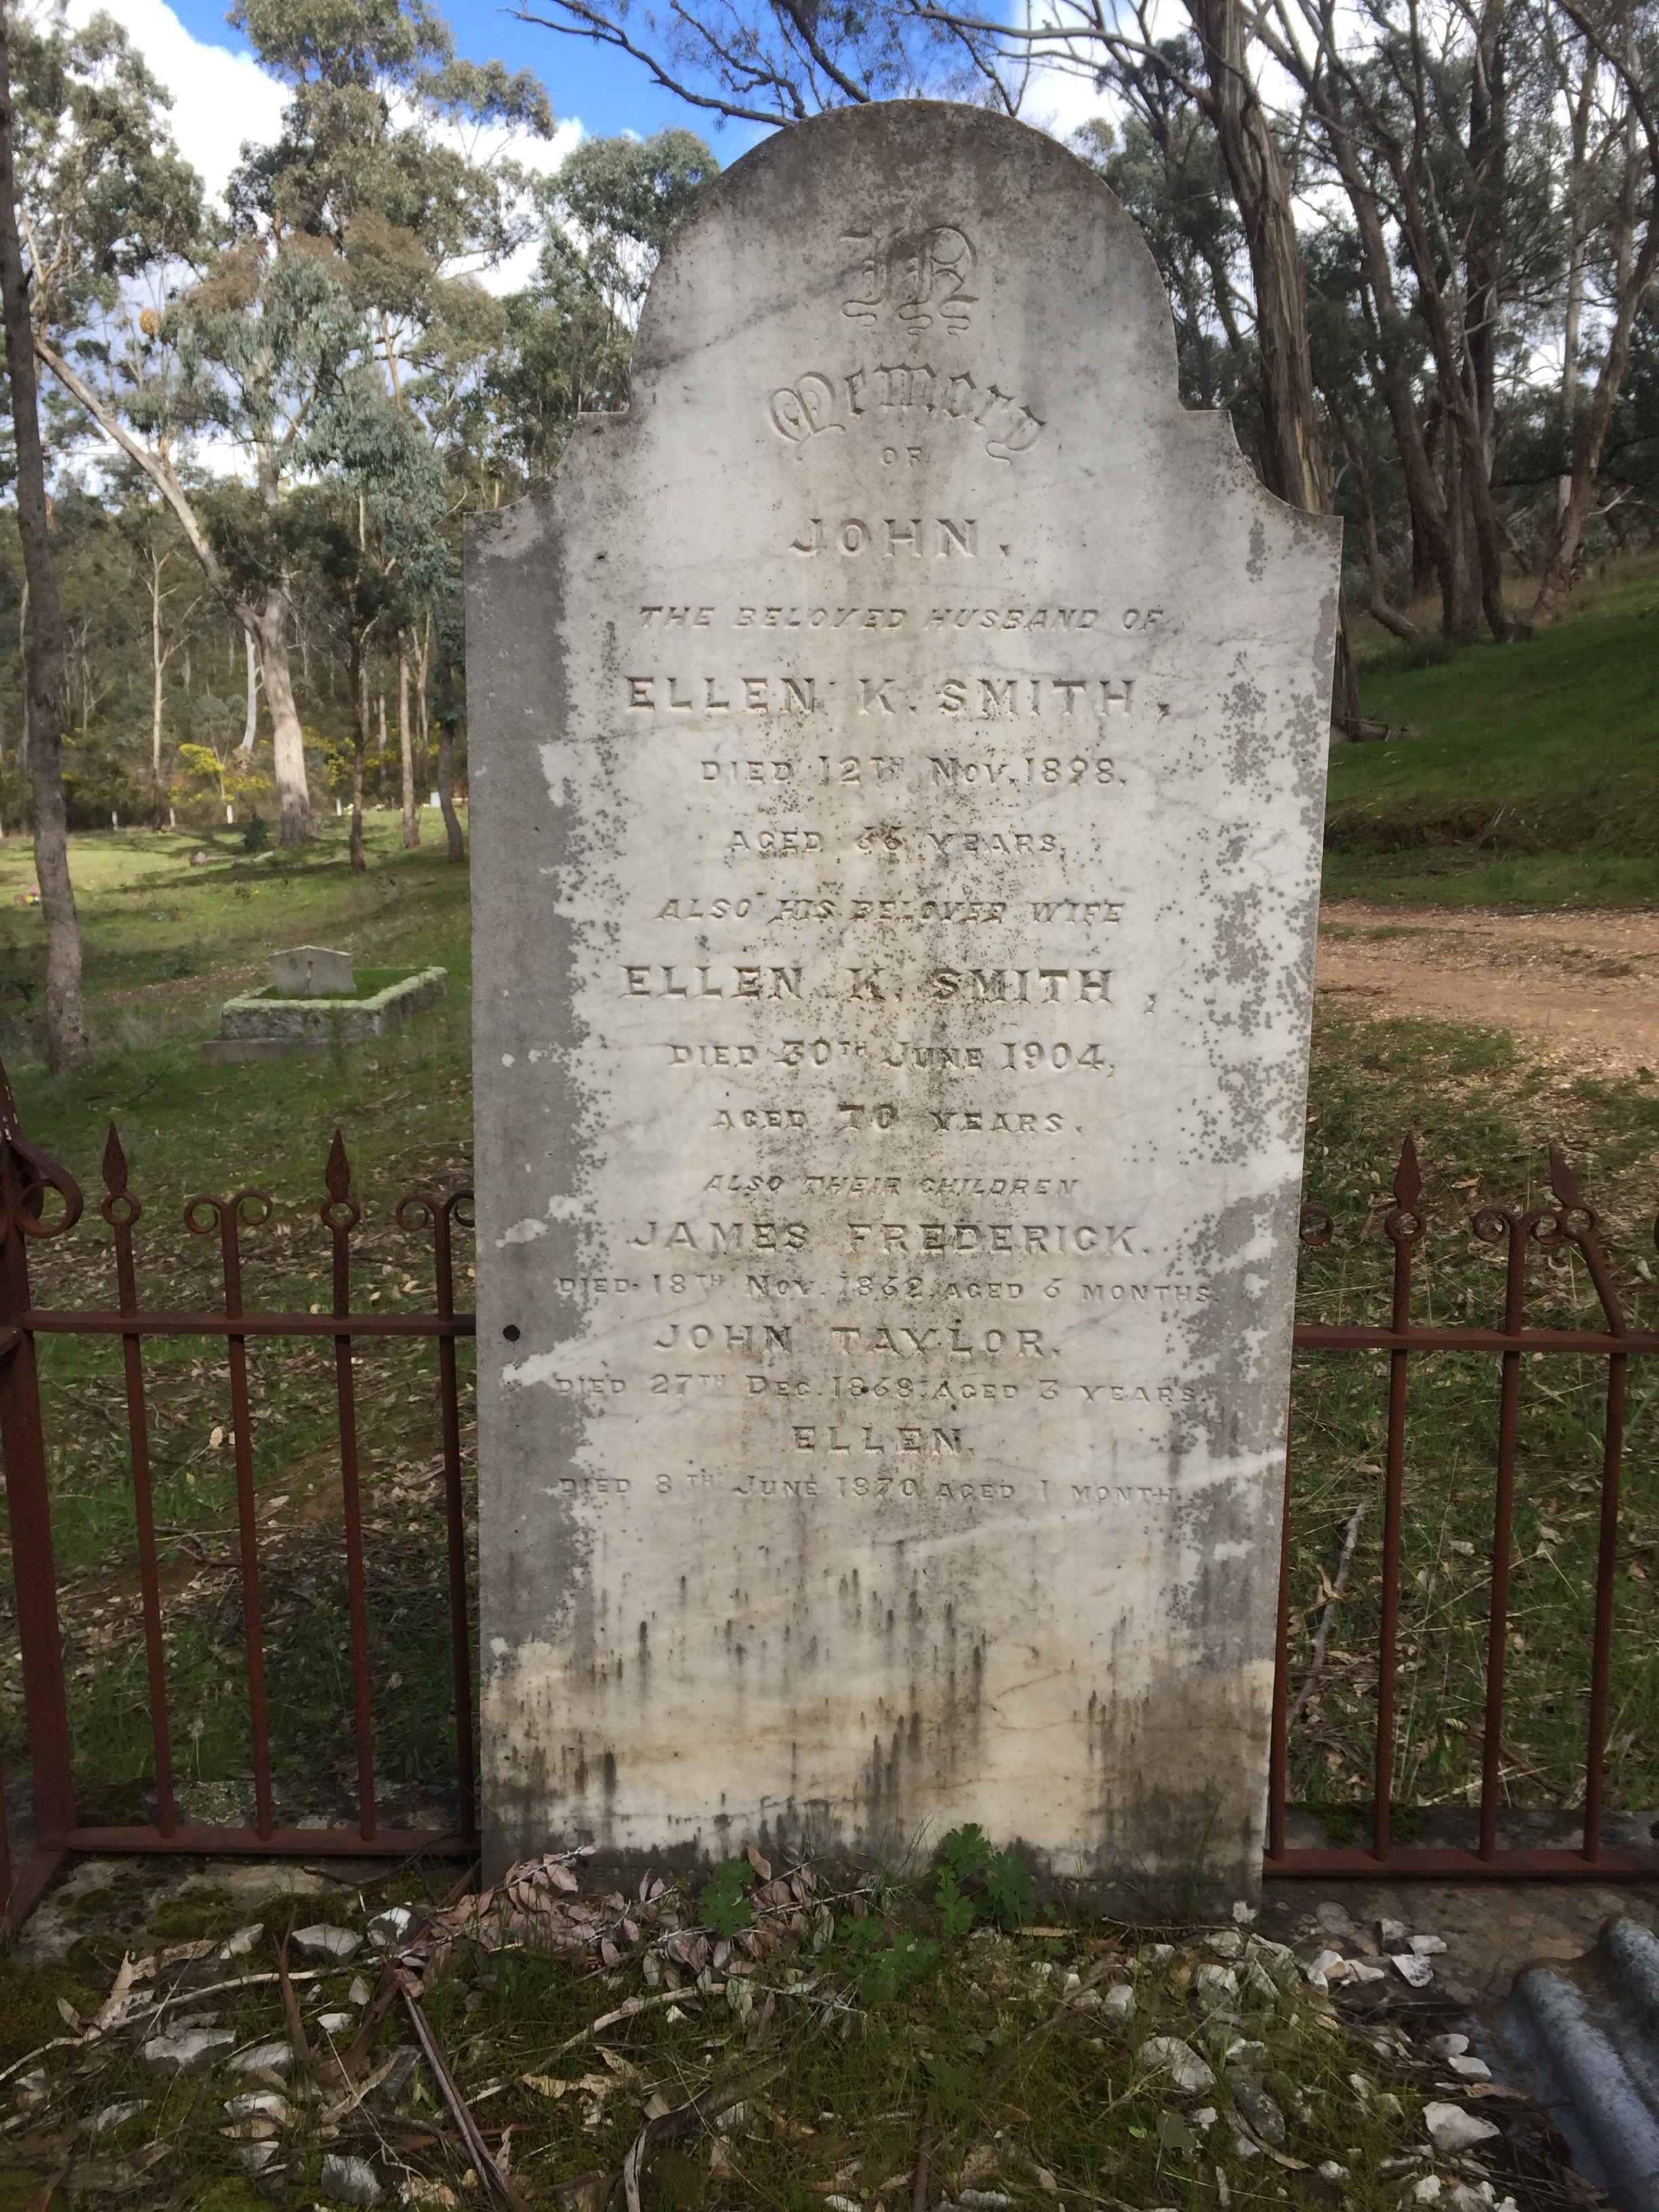 In
Memory
OF
JOHN,
THE BELOVED HUSBAND OF
ELLEN K. SMITH,
DIED 12TH NOV. 1898,
AGED 66 YEARS.
ALSO HIS BELOVED WIFE
ELLEN K. SMITH,
DIED 30TH JUNE 1904,
AGED 70 YEARS.
ALSO THEIR CHILDREN
JAMES FREDERICK.
DIED 18TH NOV. 1862, AGED 6 MONTHS.
JOHN TAYLOR.
DIED 27TH DEC. 1868, AGED 3 YEARS.
ELLEN.
DIED 8TH JUNE 1870, AGED 1 MONTH.